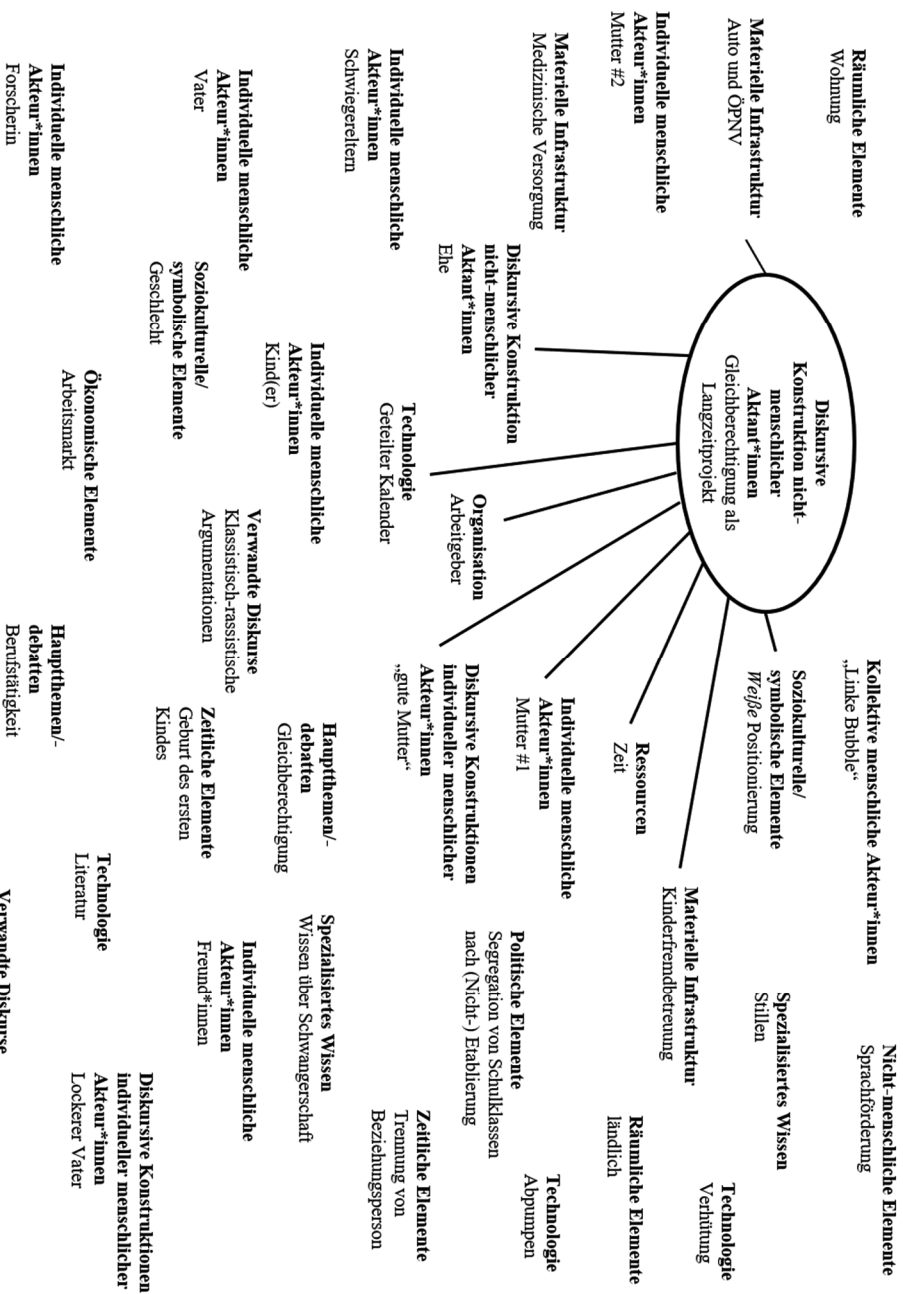 Räumliche Elemente
Wohnung
Kollektive menschliche Akteur*innen
„Linke Bubble“
Nicht-menschliche Elemente
Sprachförderung
Diskursive
Konstruktion nicht-
menschlicher
Aktant*innen
Gleichberechtigung als
Langzeitprojekt
Materielle Infrastruktur
Auto und ÖPNV
Soziokulturelle/
symbolische Elemente
Weiße Positionierung
Spezialisiertes Wissen
Stillen
Technologie
Verhütung
Individuelle menschliche
Akteur*innen
Mutter #2
Ressourcen
Zeit
Materielle Infrastruktur
Kinderfremdbetreuung
Räumliche Elemente
ländlich
Materielle Infrastruktur
Medizinische Versorgung
Individuelle menschliche
Akteur*innen
Mutter #1
Politische Elemente
Segregation von Schulklassen
nach (Nicht-) Etablierung
Technologie
Abpumpen
Diskursive Konstruktion
nicht-menschlicher
Aktant*innen
Ehe
Organisation
Arbeitgeber
Diskursive Konstruktionen
individueller menschlicher
Akteur*innen
„gute Mutter“
Individuelle menschliche
Akteur*innen
Schwiegereltern
Technologie
Geteilter Kalender
Zeitliche Elemente
Trennung von
Beziehungsperson
Individuelle menschliche
Akteur*innen
Kind(er)
Hauptthemen/-
debatten
Gleichberechtigung
Spezialisiertes Wissen
Wissen über Schwangerschaft
Individuelle menschliche
Akteur*innen
Vater
Verwandte Diskurse
Klassistisch-rassistische
Argumentationen
Individuelle menschliche
Akteur*innen
Freund*innen
Soziokulturelle/
symbolische Elemente
Geschlecht
Zeitliche Elemente
Geburt des ersten
Kindes
Diskursive Konstruktionen
individueller menschlicher
Akteur*innen
Lockerer Vater
Ökonomische Elemente
Arbeitsmarkt
Technologie
Literatur
Individuelle menschliche
Akteur*innen
Forscherin
Hauptthemen/-
debatten
Berufstätigkeit
Verwandte Diskurse